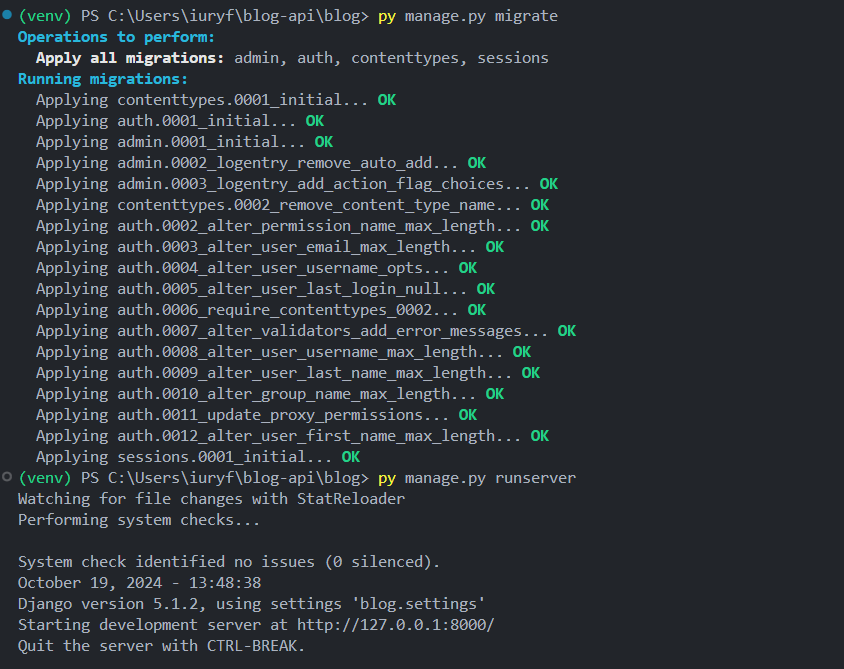 (venv) PS C:\Users\iuryf\blog-api\blog> py manage.py migrate
Operations to perform:
  Apply all migrations: admin, auth, contenttypes, sessions
Running migrations:
  Applying contenttypes.0001_initial... OK
  Applying auth.0001_initial... OK
  Applying admin.0001_initial... OK
  Applying admin.0002_logentry_remove_auto_add... OK
  Applying admin.0003_logentry_add_action_flag_choices... OK
  Applying contenttypes.0002_remove_content_type_name... OK
  Applying auth.0002_alter_permission_name_max_length... OK
  Applying auth.0003_alter_user_email_max_length... OK
  Applying auth.0004_alter_user_username_opts... OK
  Applying auth.0005_alter_user_last_login_null... OK
  Applying auth.0006_require_contenttypes_0002... OK
  Applying auth.0007_alter_validators_add_error_messages... OK
  Applying auth.0008_alter_user_username_max_length... OK
  Applying auth.0009_alter_user_last_name_max_length... OK
  Applying auth.0010_alter_group_name_max_length... OK
  Applying auth.0011_update_proxy_permissions... OK
  Applying auth.0012_alter_user_first_name_max_length... OK
  Applying sessions.0001_initial... OK
(venv) PS C:\Users\iuryf\blog-api\blog> py manage.py runserver
Watching for file changes with StatReloader
Performing system checks...

System check identified no issues (0 silenced).
October 19, 2024 - 13:48:38
Django version 5.1.2, using settings 'blog.settings'
Starting development server at http://127.0.0.1:8000/
Quit the server with CTRL-BREAK.